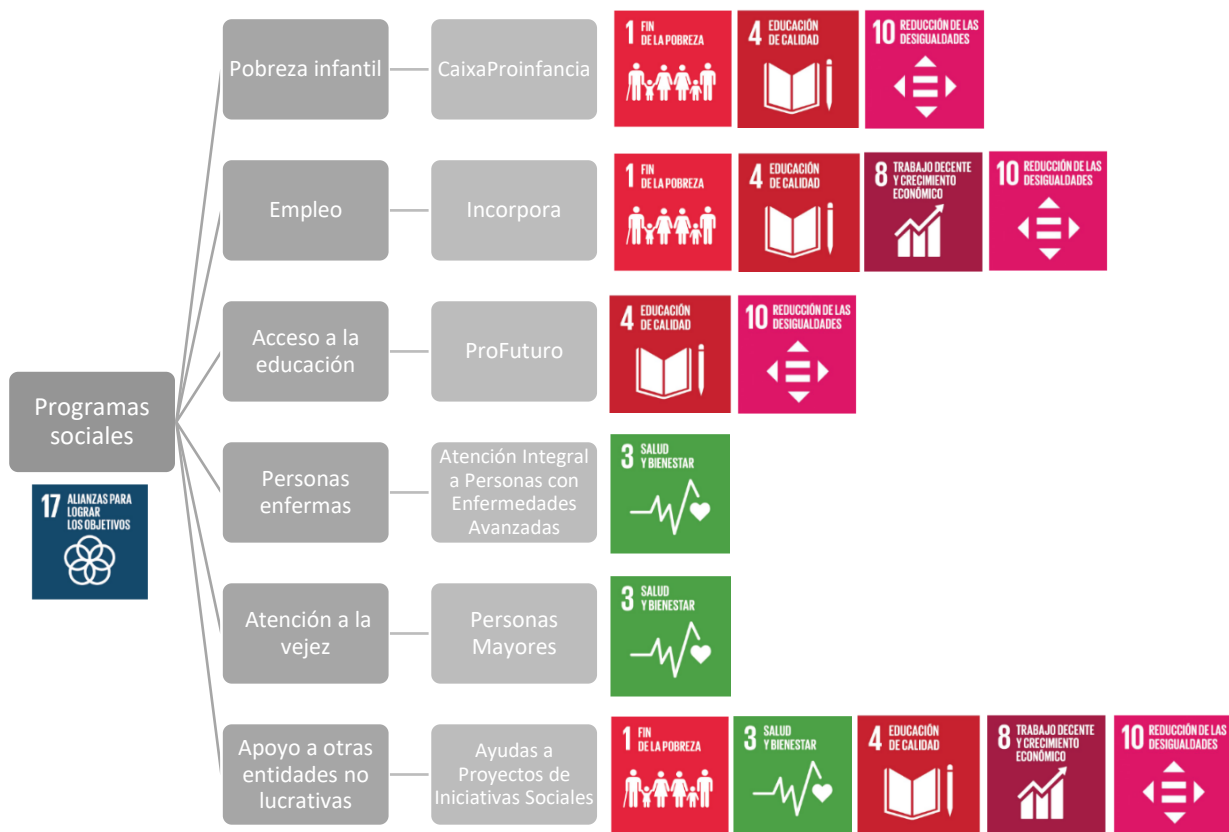 Programas
sociales
17 ALIANZAS PARA
LOGRAR
LOS OBJETIVOS
Pobreza infantil
CaixaProinfancia
1 FIN
DE LA POBREZA
4 EDUCACIÓN
DE CALIDAD
10 REDUCCIÓN DE LAS
DESIGUALDADES
Empleo
Incorpora
1 FIN
DE LA POBREZA
4 EDUCACIÓN
DE CALIDAD
8 TRABAJO DECENTE
Y CRECIMIENTO
ECONÓMICO
10 REDUCCIÓN DE LAS
DESIGUALDADES
Acceso a la
educación
ProFuturo
4 EDUCACIÓN
DE CALIDAD
10 REDUCCIÓN DE LAS
DESIGUALDADES
Personas
enfermas
Atención Integral
a Personas con
Enfermedades
Avanzadas
3 SALUD
Y BIENESTAR
Atención a la
vejez
Personas
Mayores
3 SALUD
Y BIENESTAR
Apoyo a otras
entidades no
lucrativas
Ayudas a
Proyectos de
Iniciativas Sociales
1 FIN
DE LA POBREZA
3 SALUD
Y BIENESTAR
4 EDUCACIÓN
DE CALIDAD
8 TRABAJO DECENTE
Y CRECIMIENTO
ECONÓMICO
10 REDUCCIÓN DE LAS
DESIGUALDADES